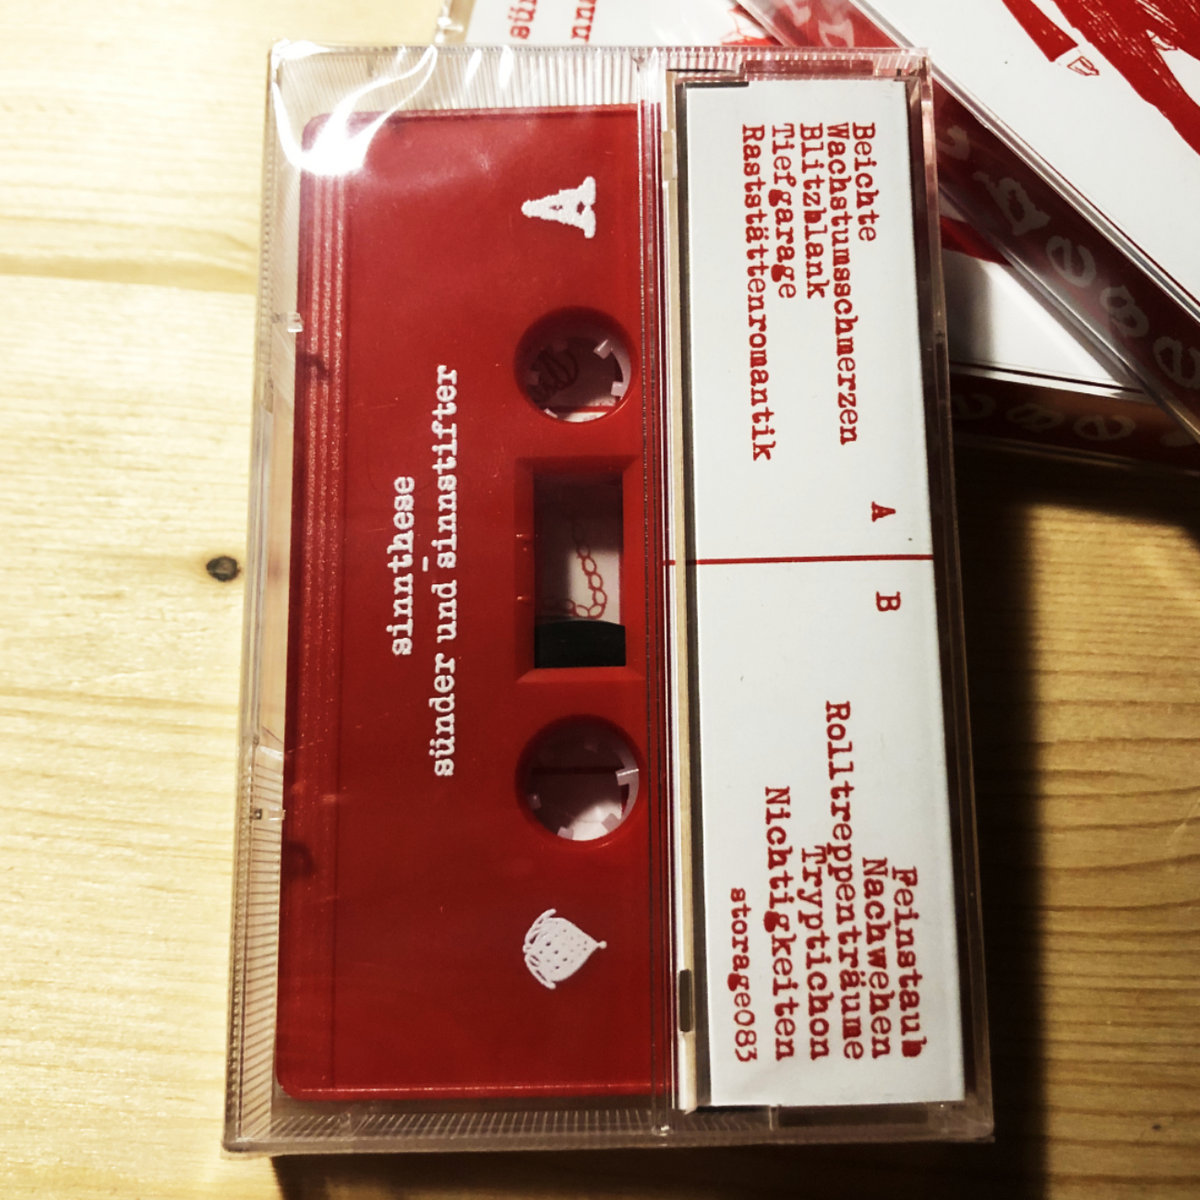 A
sinnthese
sünder und sinnstifter
Beichte
Wachstumsschmerzen
Blitzblank
Tiefgarage
Raststättenromantik
A
B
Feinstaub
Nachwehen
Rolltreppenträume
Tryptichon
Nichtigkeiten
storage083